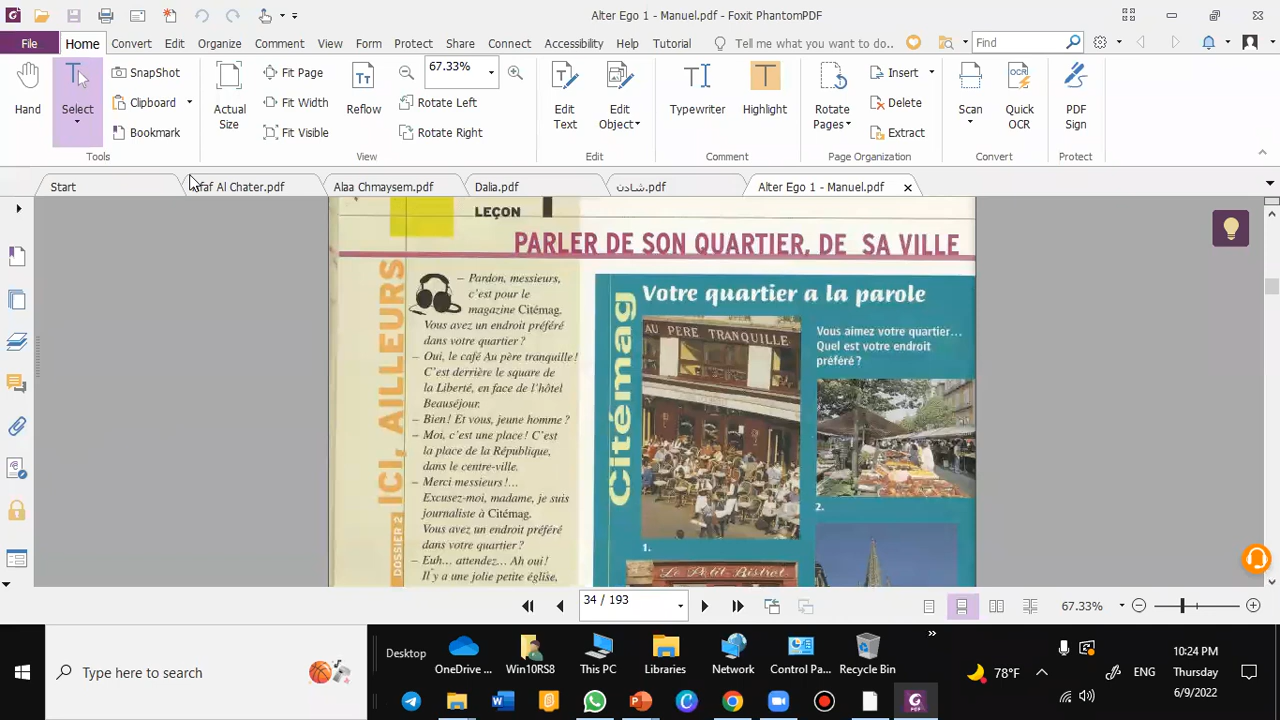 Alter Ego 1 - Manuel.pdf - Foxit PhantomPDF
File Home Convert Edit Organize Comment View Form Protect Share Connect Accessibility Help Tutorial Tell me what you want to do.. Find
Hand
Select
SnapShot
Clipboard
Bookmark
Tools
Actual Size
Fit Page
Fit Width
Fit Visible
Reflow
67.33%
Rotate Left
Rotate Right
View
Edit Text
Edit Object
Edit
Typewriter
Highlight
Comment
Rotate Pages
Insert
Delete
Extract
Page Organization
Scan
Quick OCR
Convert
PDF Sign
Protect
Start
Al Chater.pdf
Alaa Chmaysem.pdf
Dalia.pdf
شادن.pdf
Alter Ego 1 - Manuel.pdf
LEÇON
PARLER DE SON QUARTIER, DE SA VILLE
ICI, AILLEURS
DOSSIER 2
– Pardon, messieurs,
c'est pour le
magazine Citémag.
Vous avez un endroit préféré
dans votre quartier ?
– Oui, le café Au père tranquille !
C'est derrière le square de
la Liberté, en face de l'hôtel
Beauséjour.
– Bien ! Et vous, jeune homme ?
– Moi, c'est une place ! C'est
la place de la République,
dans le centre-ville.
– Merci messieurs !...
Excusez-moi, madame, je suis
journaliste à Citémag.
Vous avez un endroit préféré
dans votre quartier ?
– Euh... attendez... Ah oui !
Il y a une jolie petite église,
Citémag
Votre quartier a la parole
AU PERE TRANQUILLE
Vous aimez votre quartier...
Quel est votre endroit
préféré ?
1.
2.
Le Petit Bistrot
34 / 193
67.33%
Type here to search
Desktop
OneDrive ...
Win10RS8
This PC
Libraries
Network
Control Pa...
Recycle Bin
78°F
ENG
10:24 PM
Thursday
6/9/2022